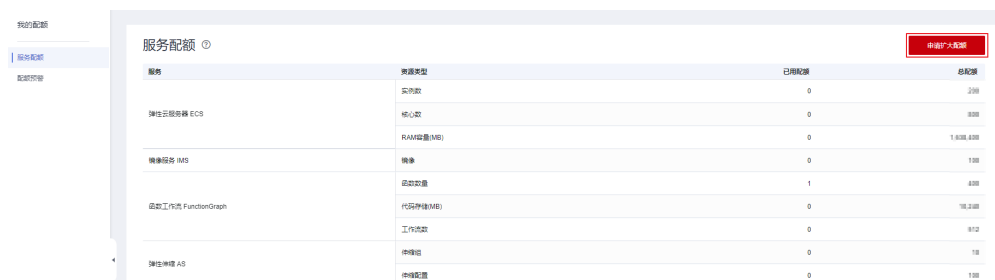 我的配额
服务配额
配额预警
服务配额
申请扩大配额
服务 资源类型 已用配额 总配额
弹性云服务器 ECS
实例数 0
核心数 0
RAM容量(MB) 0
镜像服务 IMS 镜像 0
函数工作流 FunctionGraph
函数数量 1
代码存储(MB) 0
工作流数 0
弹性伸缩 AS
伸缩组 0
伸缩配置 0